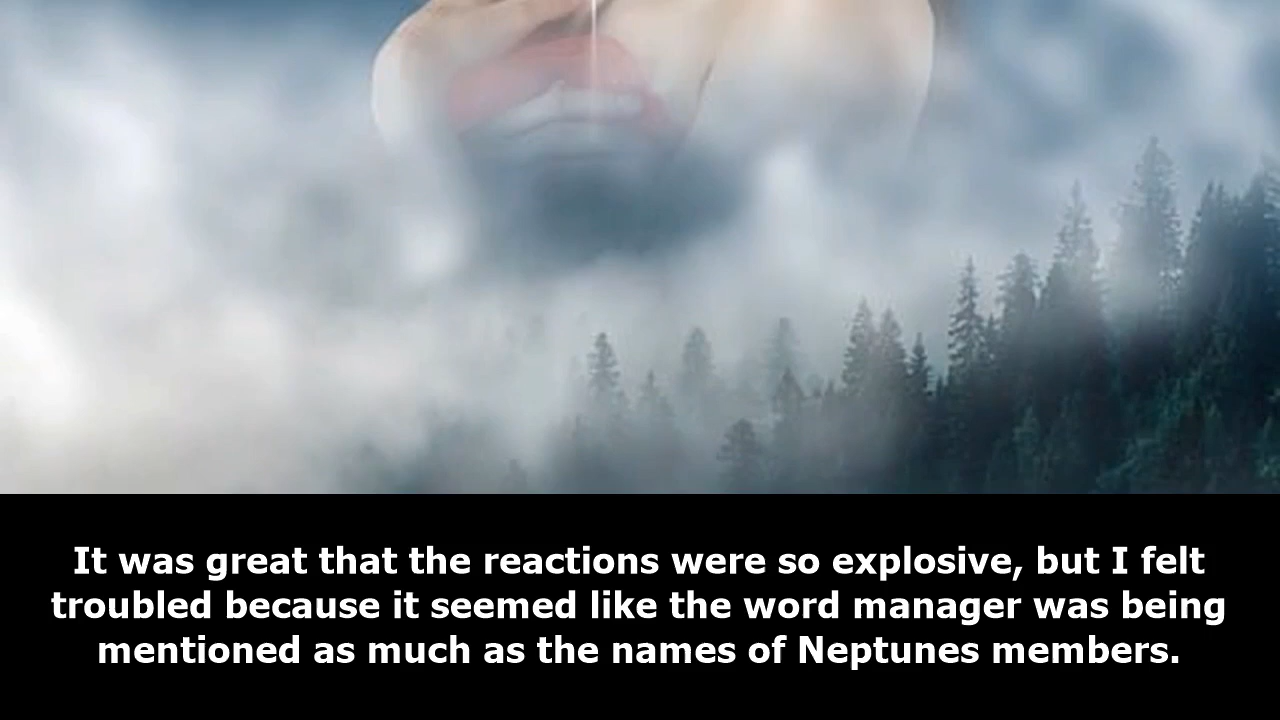 It was great that the reactions were so explosive, but I felt
troubled because it seemed like the word manager was being
mentioned as much as the names of Neptunes members.